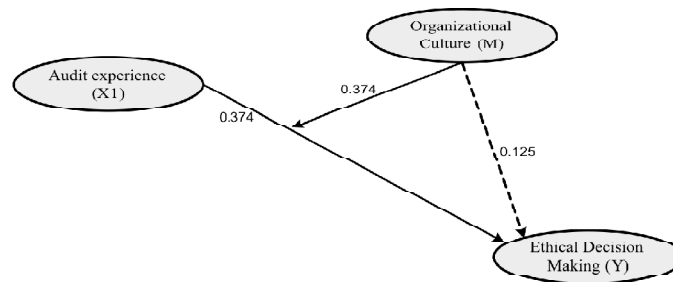 Organizational
Culture (M)
Audit experience
(X1)
0.374
0.374
0.125
Ethical Decision
Making (Y)